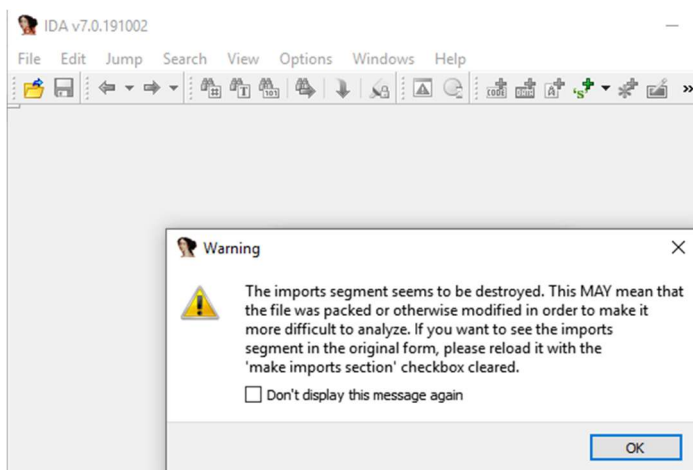 IDA v7.0.191002
File Edit Jump Search View Options Windows Help
Warning
The imports segment seems to be destroyed. This MAY mean that
the file was packed or otherwise modified in order to make it
more difficult to analyze. If you want to see the imports
segment in the original form, please reload it with the
'make imports section' checkbox cleared.
Don't display this message again
OK